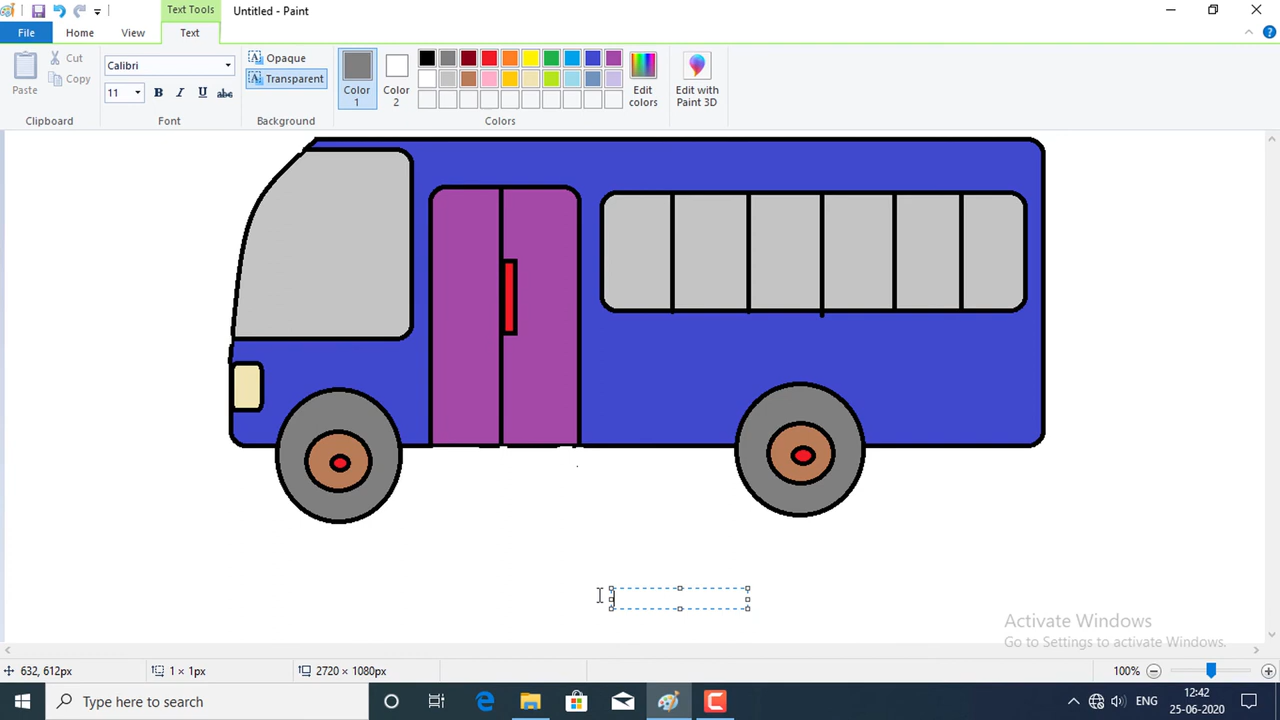 Text Tools
Untitled - Paint
File
Home
View
Text
Paste
Cut
Copy
Clipboard
Calibri
11
B I U abc
Font
Opaque
Transparent
Background
Color 1
Color 2
Edit colors
Colors
Edit with Paint 3D
Activate Windows
Go to Settings to activate Windows.
632, 612px
1 × 1px
2720 × 1080px
100%
Type here to search
ENG
12:42
25-06-2020